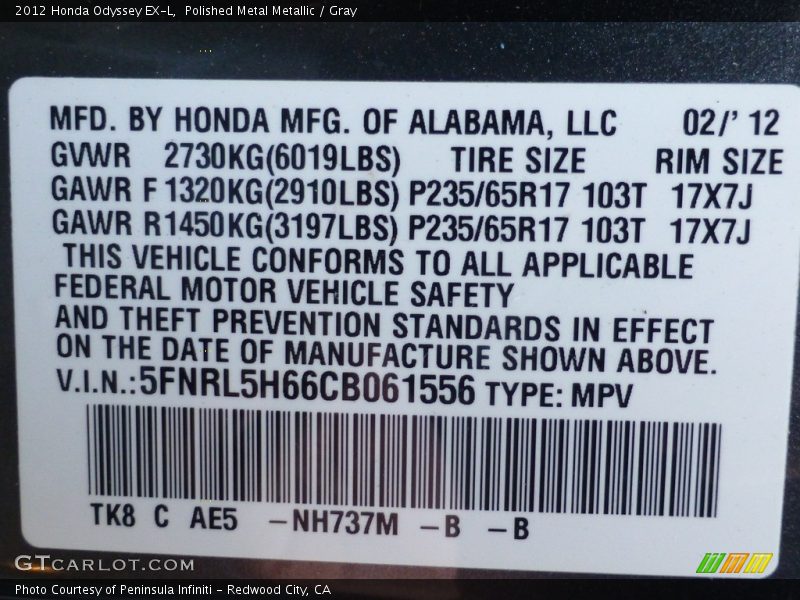 2012 Honda Odyssey EX-L,  Polished Metal Metallic / Gray
MFD. BY HONDA MFG. OF ALABAMA, LLC 02/' 12
GVWR 2730KG(6019LBS) TIRE SIZE RIM SIZE
GAWR F 1320KG(2910LBS) P235/65R17 103T 17X7J
GAWR R1450KG(3197LBS) P235/65R17 103T 17X7J
THIS VEHICLE CONFORMS TO ALL APPLICABLE
FEDERAL MOTOR VEHICLE SAFETY
AND THEFT PREVENTION STANDARDS IN EFFECT
ON THE DATE OF MANUFACTURE SHOWN ABOVE.
V.I.N.:5FNRL5H66CB061556 TYPE: MPV
TK8 C AE5 -NH737M -B -B
GTCARLOT.COM
Photo Courtesy of Peninsula Infiniti - Redwood City, CA